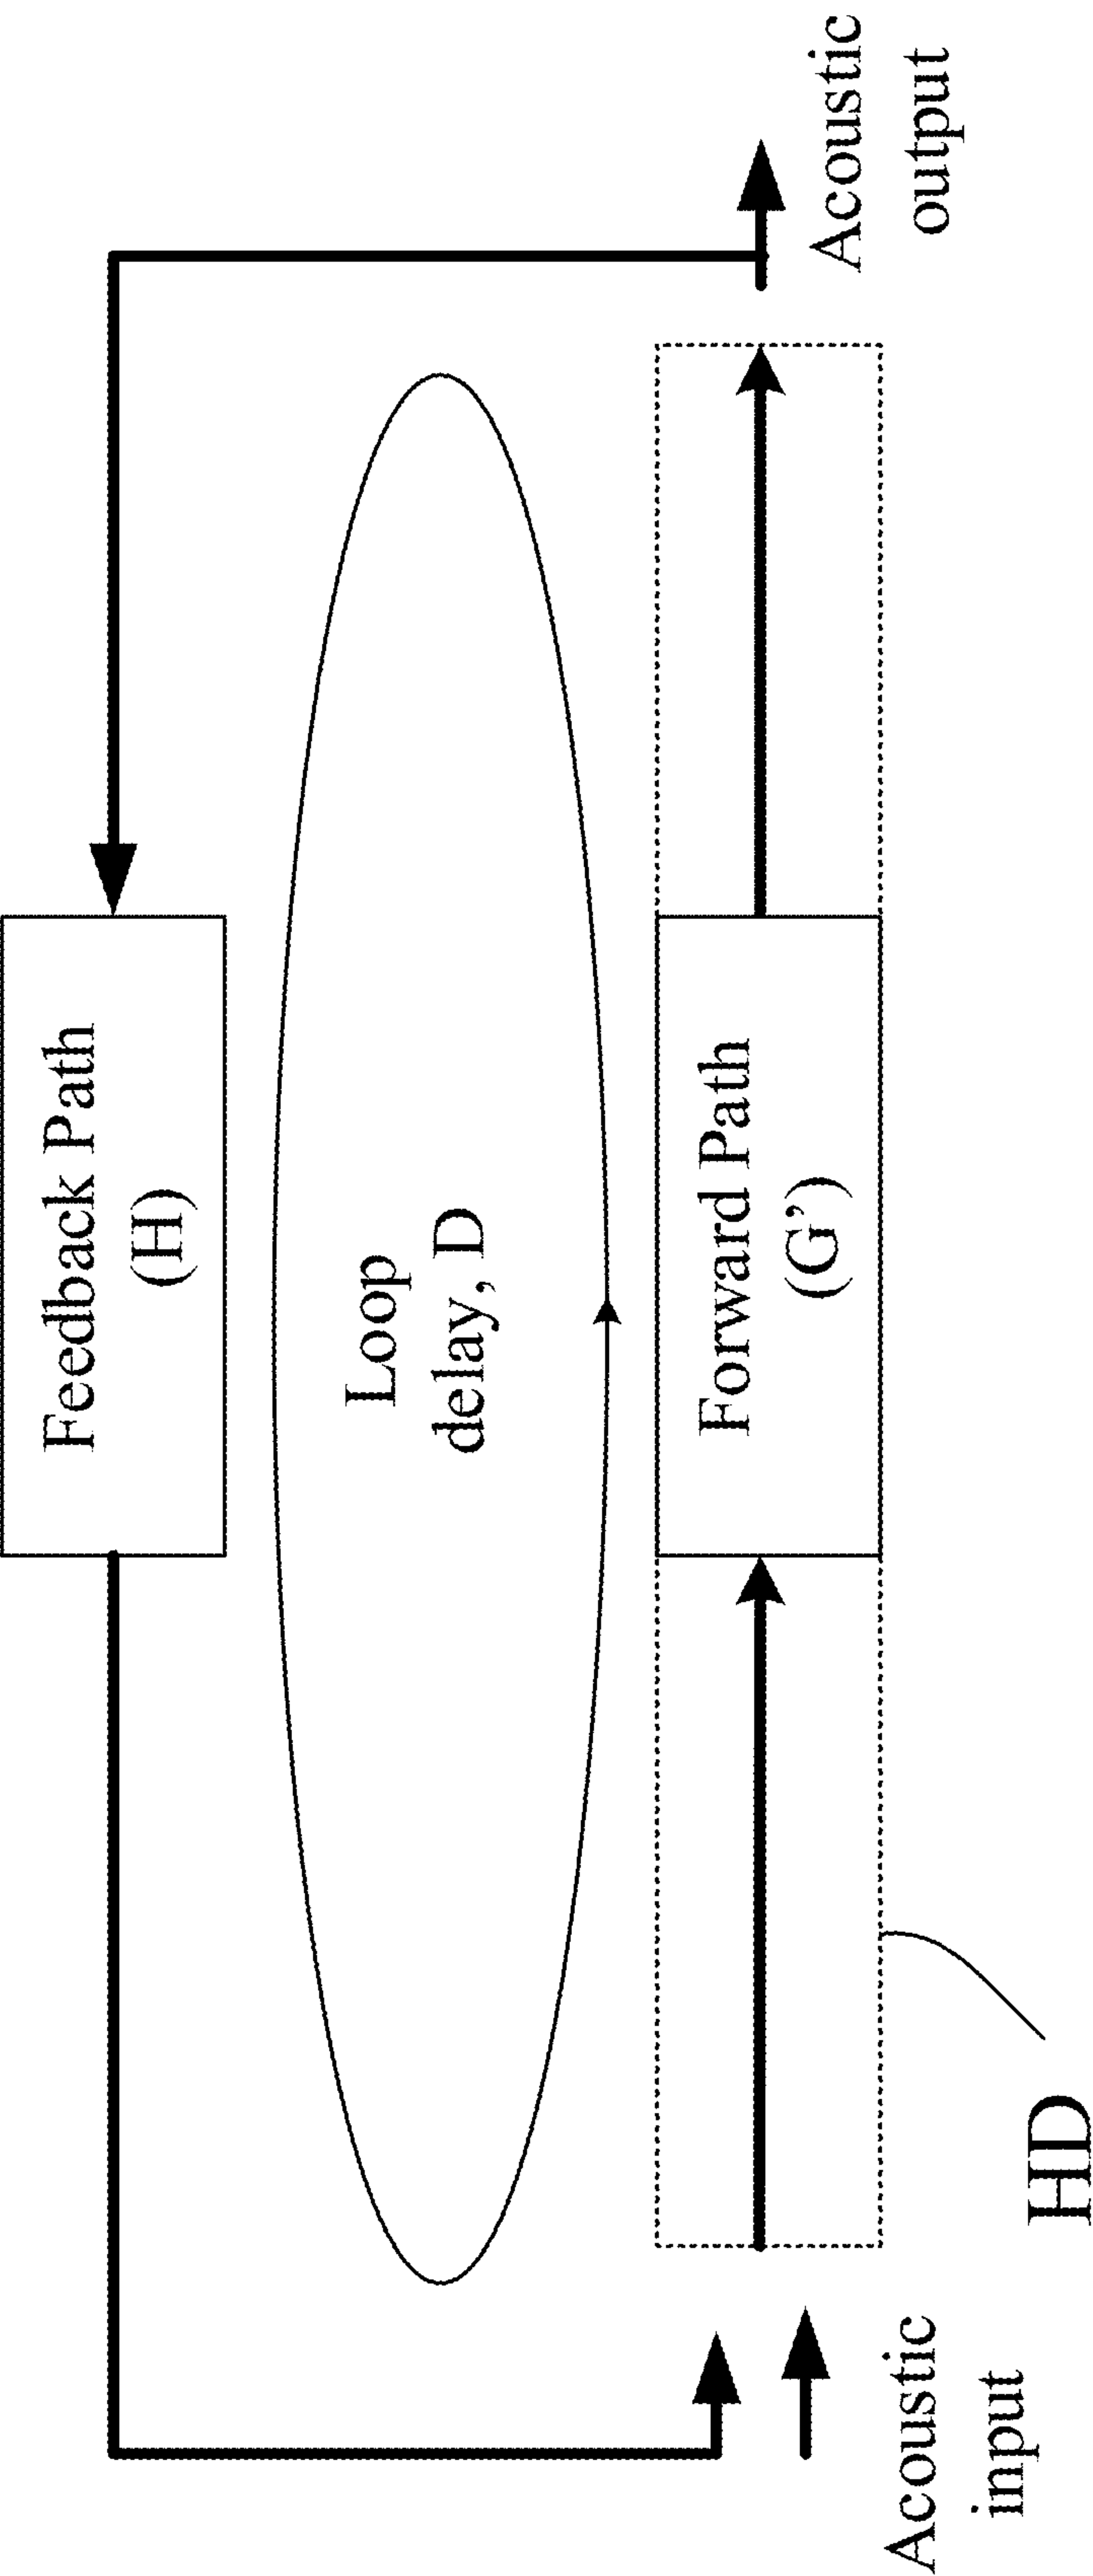 Feedback Path
(H)
Loop
delay, D
Forward Path
(G’)
Acoustic
output
Acoustic
input
HD